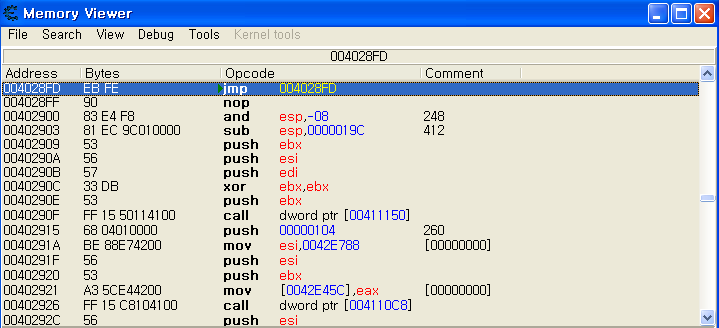 Memory Viewer
File Search View Debug Tools Kernel tools
004028FD
Address Bytes Opcode Comment
004028FD EB FE jmp 004028FD
004028FF 90 nop
00402900 83 E4 F8 and esp,-08 248
00402903 81 EC 9C010000 sub esp,0000019C 412
00402909 53 push ebx
0040290A 56 push esi
0040290B 57 push edi
0040290C 33 DB xor ebx,ebx
0040290E 53 push ebx
0040290F FF 15 50114100 call dword ptr [00411150]
00402915 68 04010000 push 00000104 260
0040291A BE 88E74200 mov esi,0042E788 [00000000]
0040291F 56 push esi
00402920 53 push ebx
00402921 A3 5CE44200 mov [0042E45C],eax [00000000]
00402926 FF 15 C8104100 call dword ptr [004110C8]
0040292C 56 push esi